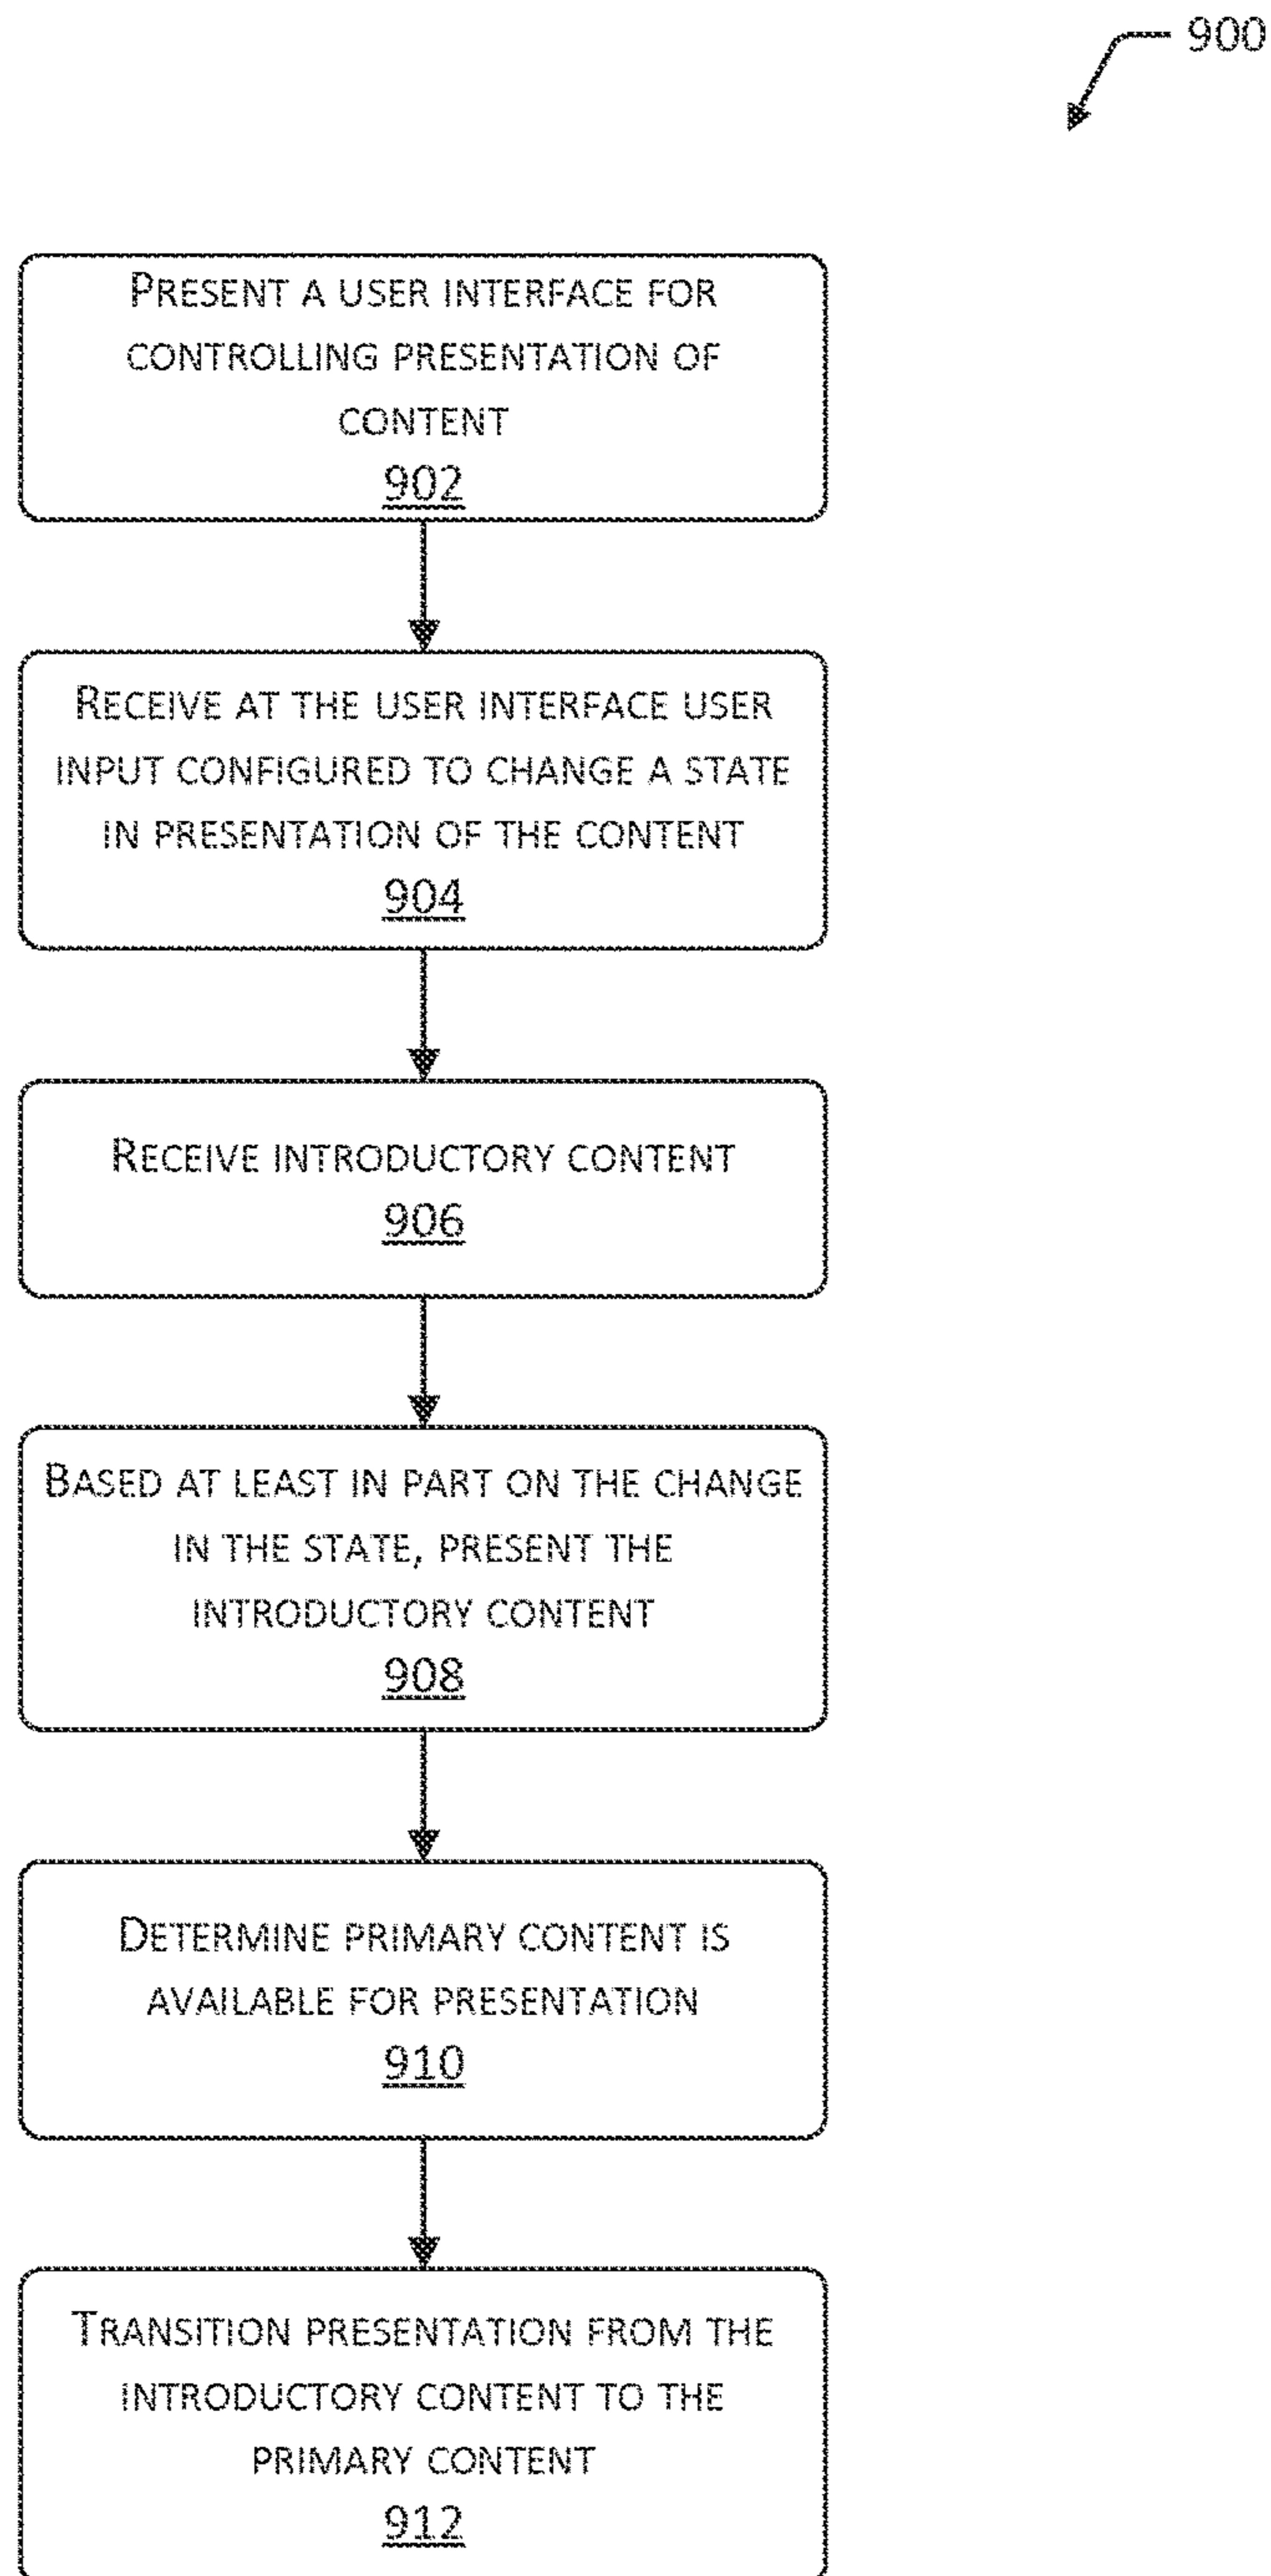 900
PRESENT A USER INTERFACE FOR
CONTROLLING PRESENTATION OF
CONTENT
902
RECEIVE AT THE USER INTERFACE USER
INPUT CONFIGURED TO CHANGE A STATE
IN PRESENTATION OF THE CONTENT
904
RECEIVE INTRODUCTORY CONTENT
906
BASED AT LEAST IN PART ON THE CHANGE
IN THE STATE, PRESENT THE
INTRODUCTORY CONTENT
908
DETERMINE PRIMARY CONTENT IS
AVAILABLE FOR PRESENTATION
910
TRANSITION PRESENTATION FROM THE
INTRODUCTORY CONTENT TO THE
PRIMARY CONTENT
912